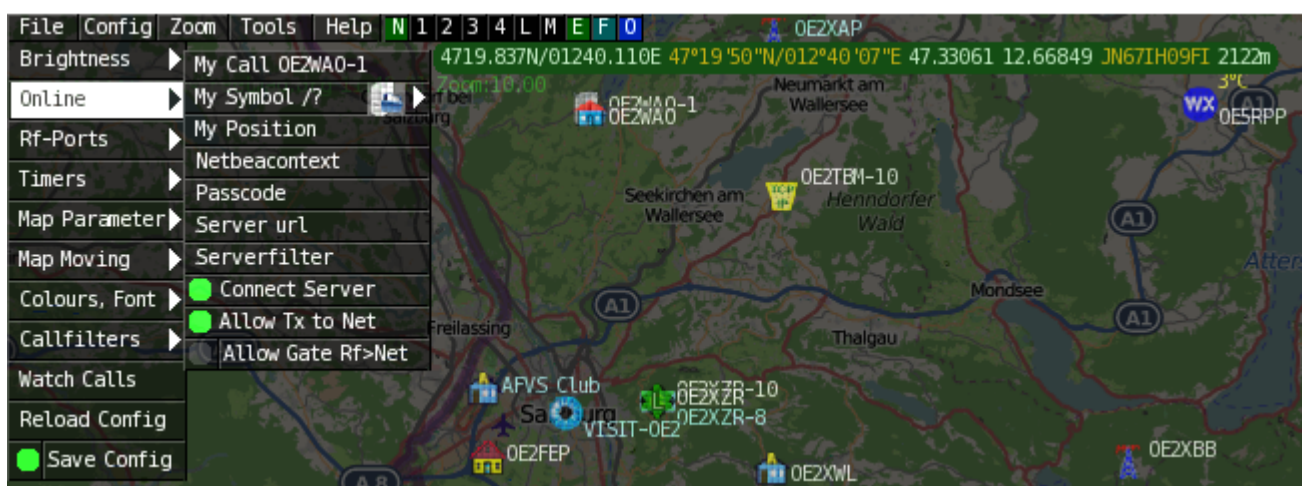 File Config Zoom Tools Help N 1 2 3 4 L M E F O
OE2XAP
4719.837N/01240.110E 47°19'50"N/012°40'07"E 47.33061 12.66849 JN67IH09FI 2122m
Zoom:10.00
Brightness
Online
Rf-Ports
Timers
Map Parameter
Map Moving
Colours, Font
Callfilters
Watch Calls
Reload Config
Save Config
My Call OE2WAO-1
My Symbol /?
My Position
Netbeacontext
Passcode
Server url
Serverfilter
Connect Server
Allow Tx to Net
Allow Gate Rf>Net
OE2WAO-1
OE2WAO
Neumarkt am
Wallersee
3°C
WX
OE5RPP
A1
OE2TBM-10
Seekirchen am
Wallersee
Henndorfer
Wald
A1
Mondsee
A1
A1
Freilassing
Thalgau
AFVS Club
OE2XZR-10
OE2XZR
OE2XZR-8
L
VISIT-OE2
OE2FEP
OE2XBB
OE2XWL
A 8